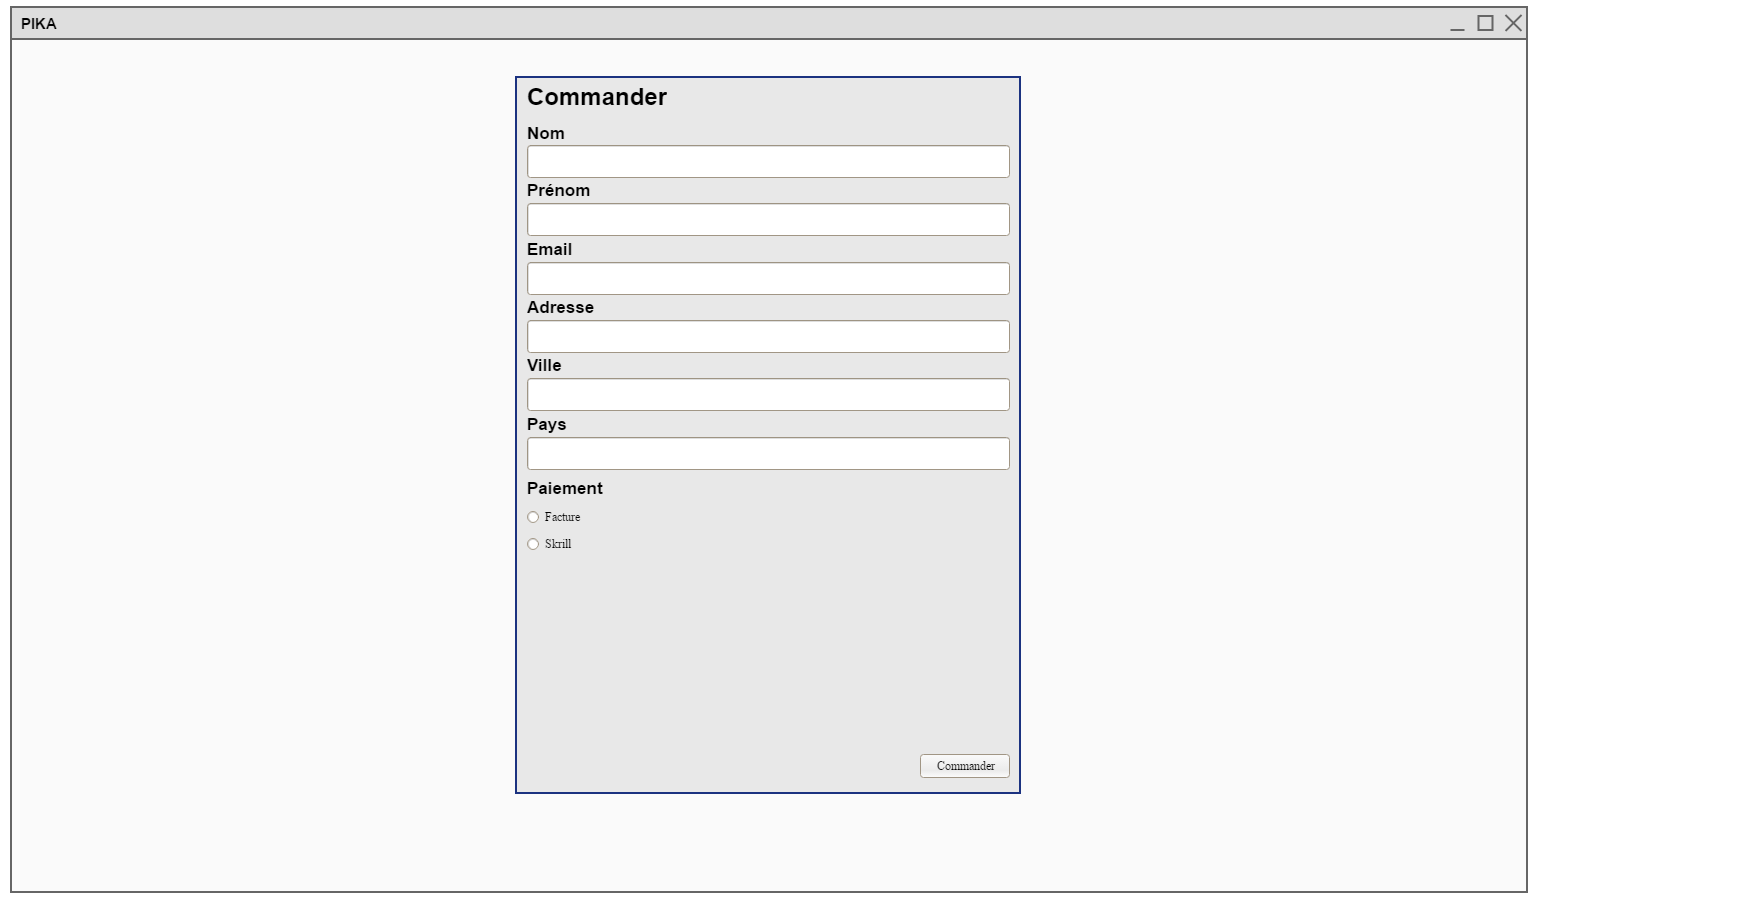 PIKA
Commander
Nom
Prénom
Email
Adresse
Ville
Pays
Paiement
Facture
Skrill
Commander